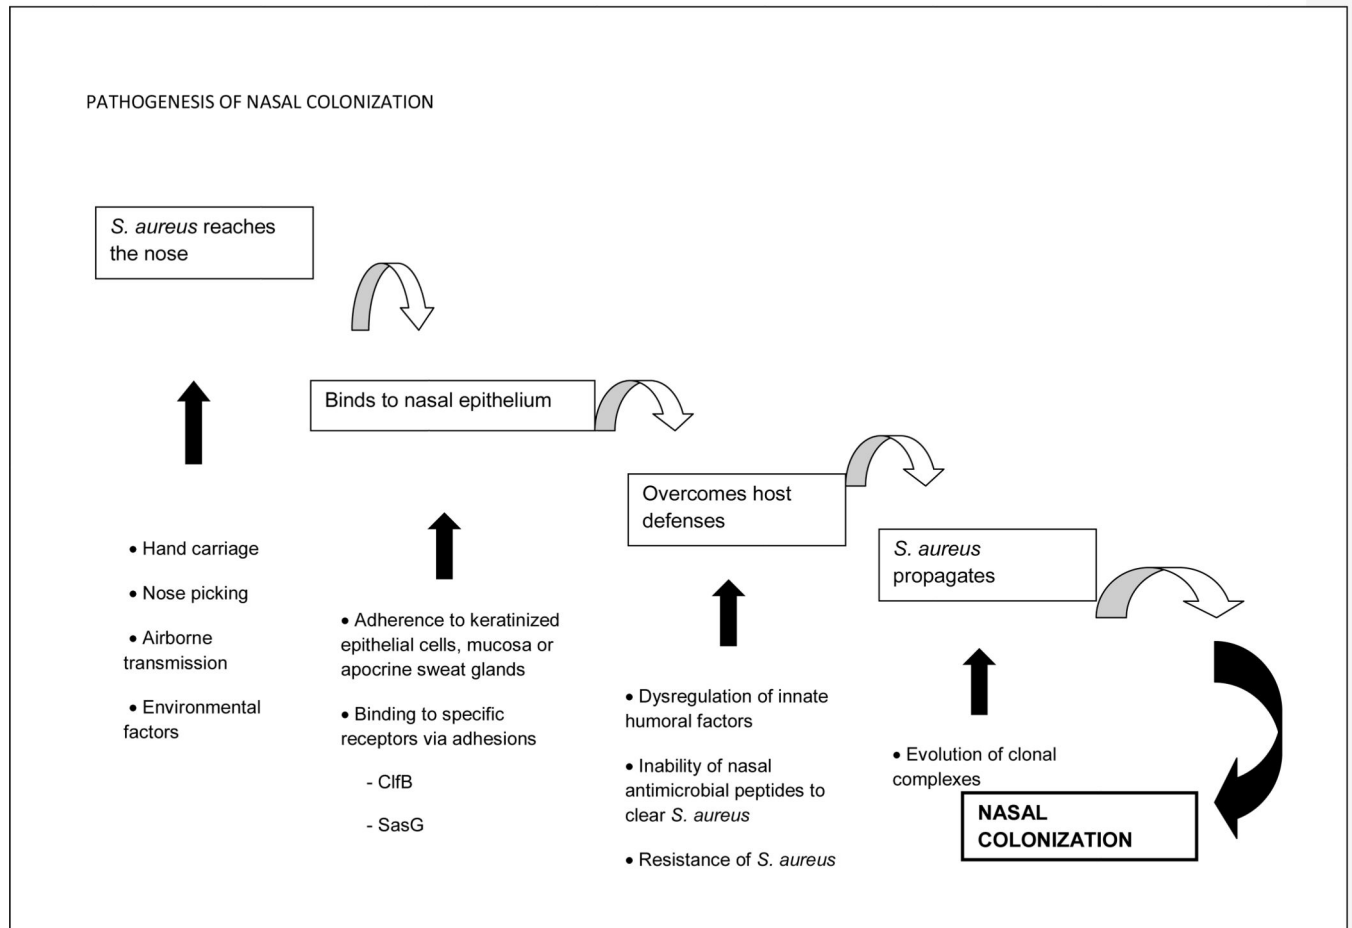 PATHOGENESIS OF NASAL COLONIZATION
S. aureus reaches
the nose
Binds to nasal epithelium
Overcomes host
defenses
S. aureus
propagates
• Hand carriage
• Nose picking
• Airborne
transmission
• Environmental
factors
• Adherence to keratinized
epithelial cells, mucosa or
apocrine sweat glands
• Binding to specific
receptors via adhesions
- ClfB
- SasG
• Dysregulation of innate
humoral factors
• Inability of nasal
antimicrobial peptides to
clear S. aureus
• Resistance of S. aureus
• Evolution of clonal
complexes
NASAL
COLONIZATION